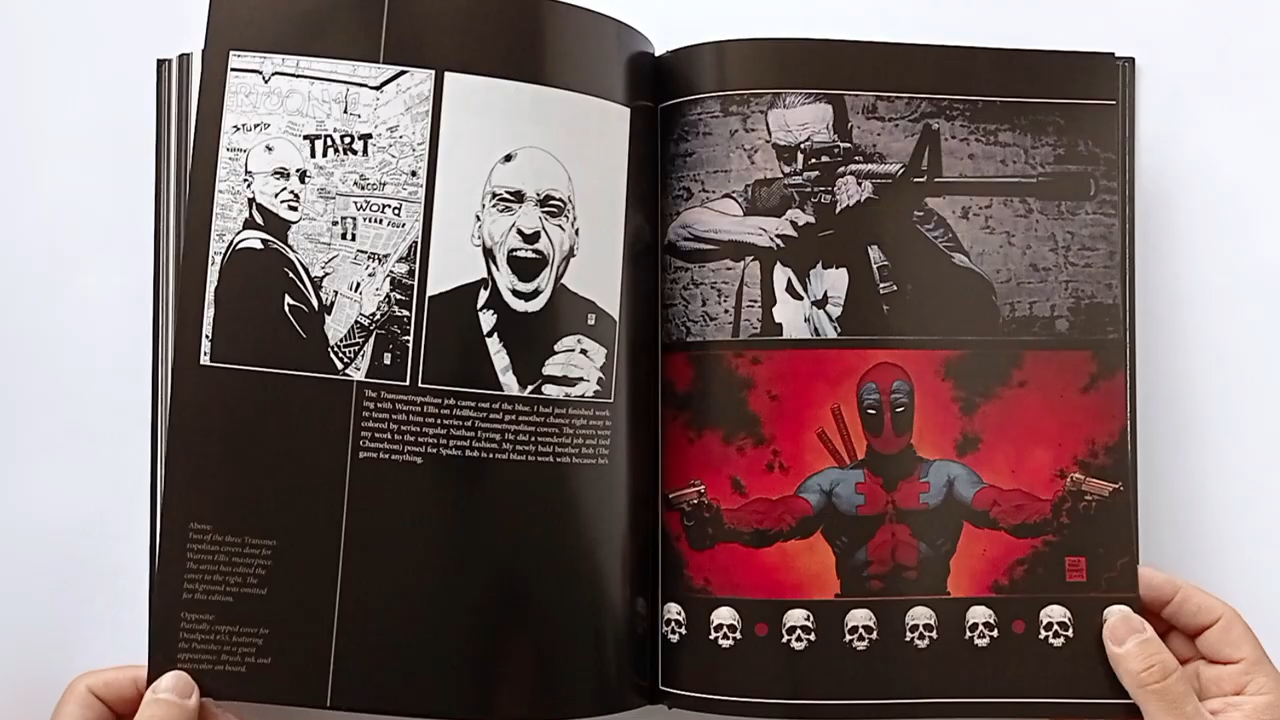 STUPID
TART
word
YEAR FOUR
The Transmetropolitan job came out of the blue. I had just finished work-
ing with Warren Ellis on Hellblazer and got another chance right away to
re-team with him on a series of Transmetropolitan covers. The covers were
colored by series regular Nathan Eyring. He did a wonderful job and tied
my work to the series in grand fashion. My newly bald brother Bob (The
Chameleon) posed for Spider. Bob is a real blast to work with because he's
game for anything.
Above:
Two of the three Transmet-
ropolitan covers done for
Warren Ellis' masterpiece.
The artist has edited the
cover to the right. The
background was omitted
for this edition.
Opposite:
Partially cropped cover for
Deadpool #55, featuring
the Punisher in a guest
appearance. Brush, ink and
watercolor on board.